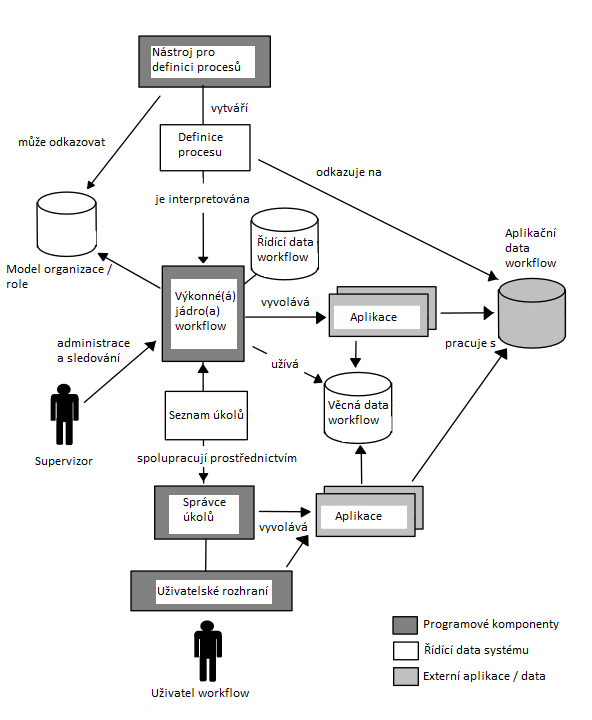 Nástroj pro
definici procesů
vytváří
může odkazovat
Definice
procesu
odkazuje na
je interpretována
Řídící data
workflow
Aplikační
data
workflow
Model organizace /
role
Výkonné(á)
jádro(a)
workflow
vyvolává
Aplikace
administrace
a sledování
pracuje s
užívá
Věcná data
workflow
Seznam úkolů
Supervizor
spolupracují prostřednictvím
Správce
úkolů
vyvolává
Aplikace
Uživatelské rozhraní
Uživatel workflow
Programové komponenty
Řídící data systému
Externí aplikace / data